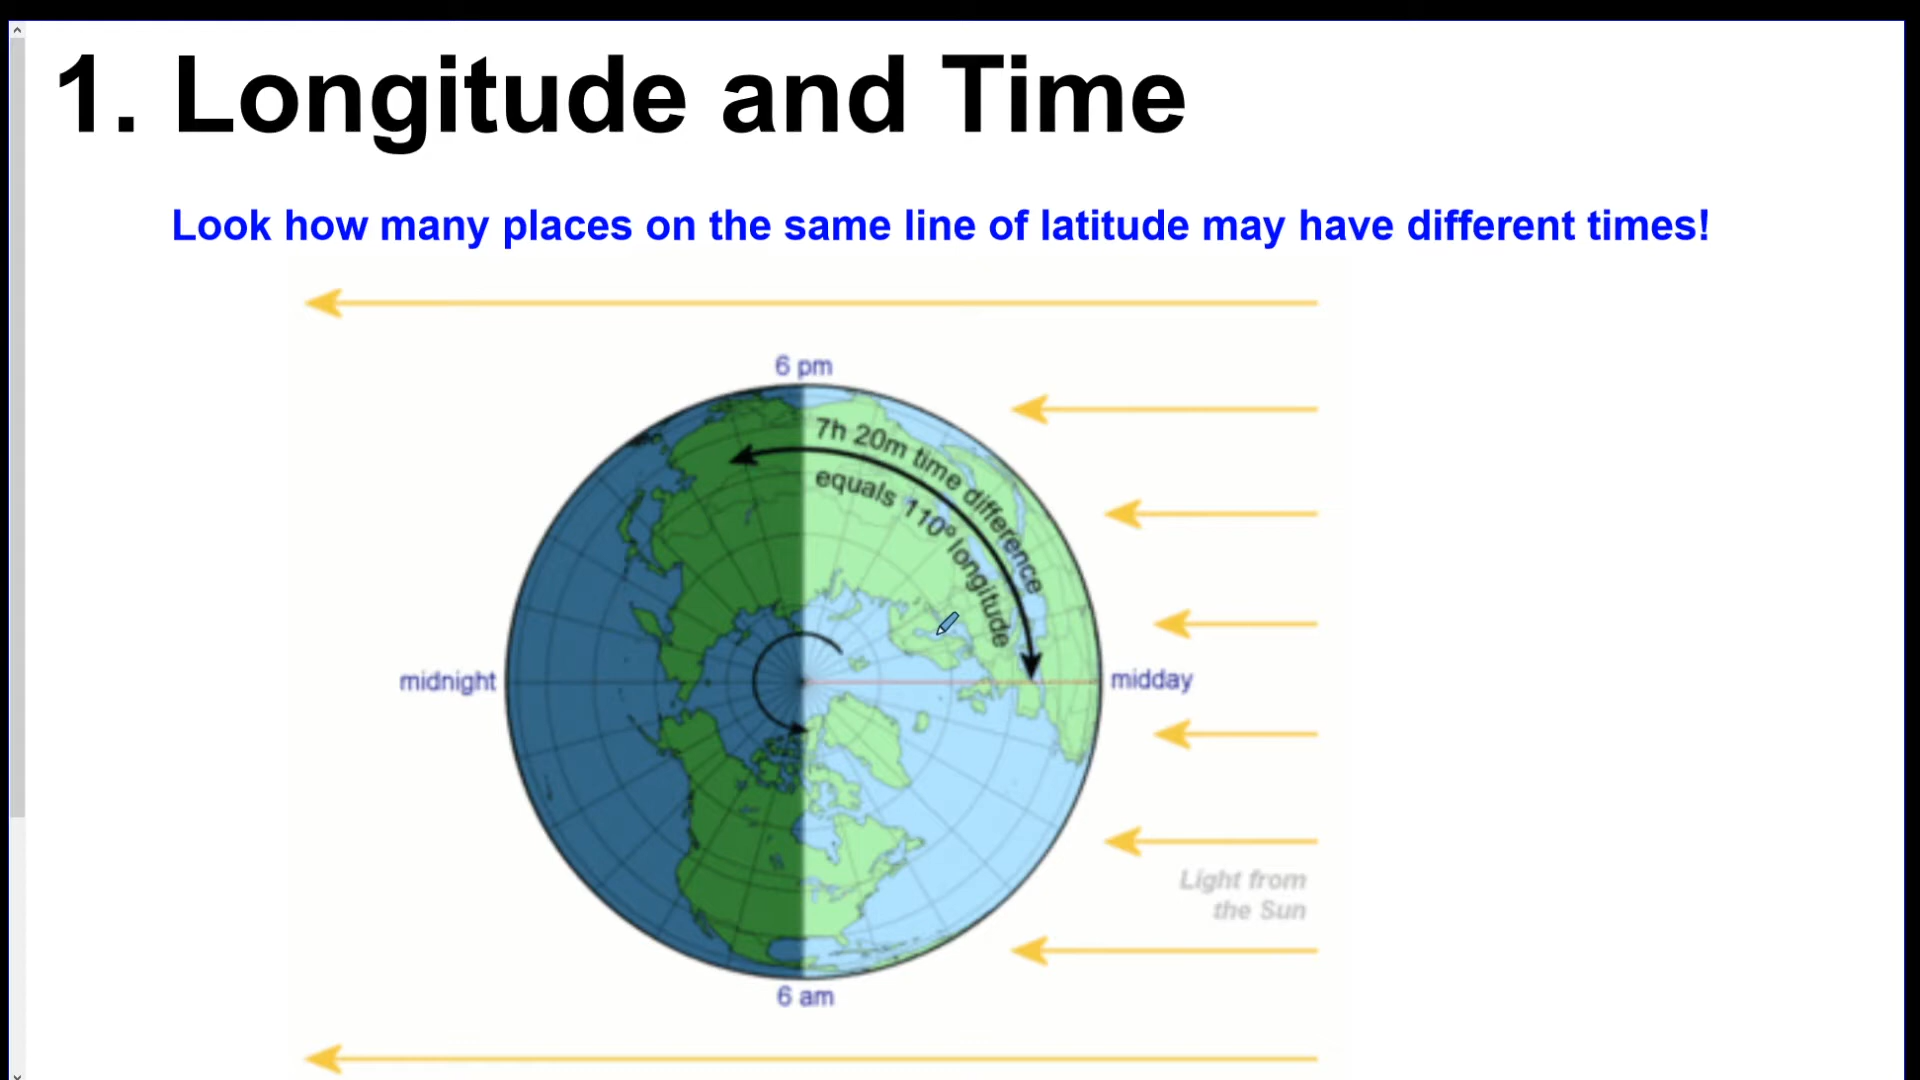 1. Longitude and Time
Look how many places on the same line of latitude may have different times!
6 pm
7h 20m time difference
equals 110º longitude
midnight
midday
Light from
the Sun
6 am